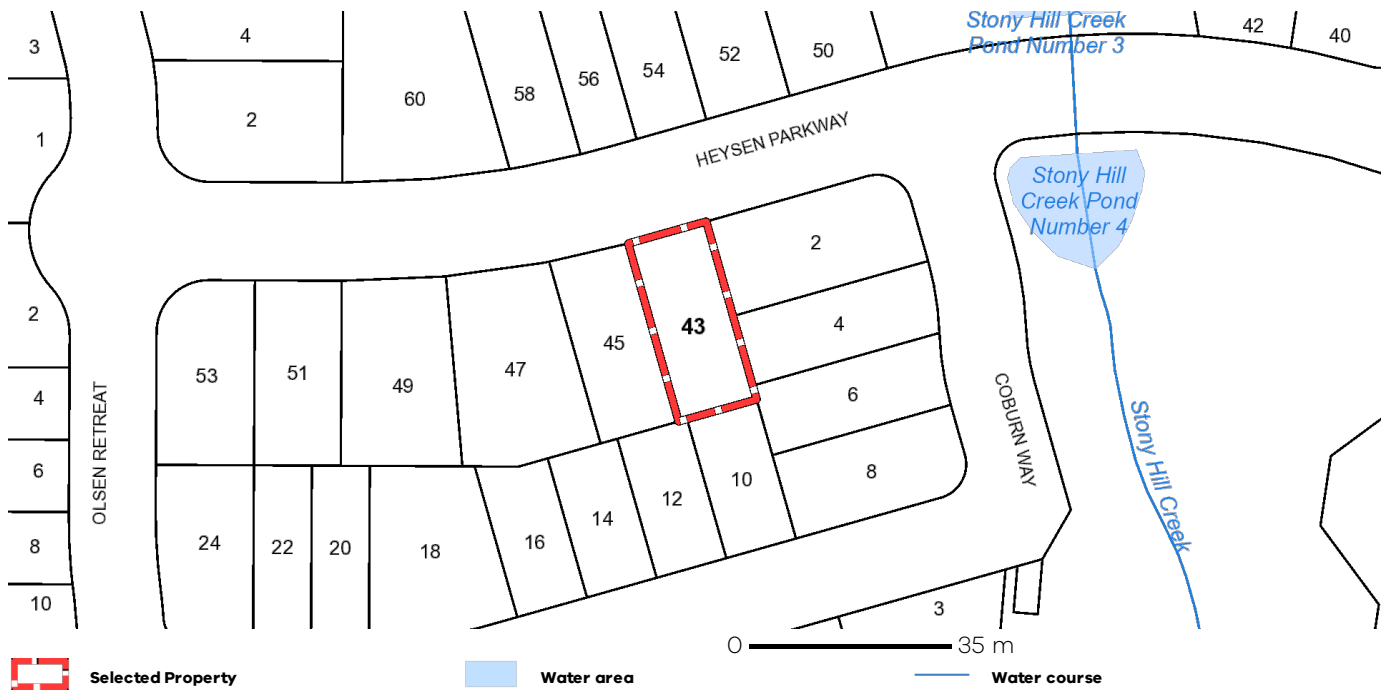 3
4
60
58
56
54
52
50
Stony Hill Creek
Pond Number 3
42
40
1
2
HEYSEN PARKWAY
Stony Hill
Creek Pond
Number 4
2
2
4
43
45
47
49
51
53
4
6
OLSEN RETREAT
COBURN WAY
Stony Hill Creek
6
8
10
12
14
16
18
20
22
24
8
10
3
0
35 m
Selected Property
Water area
Water course